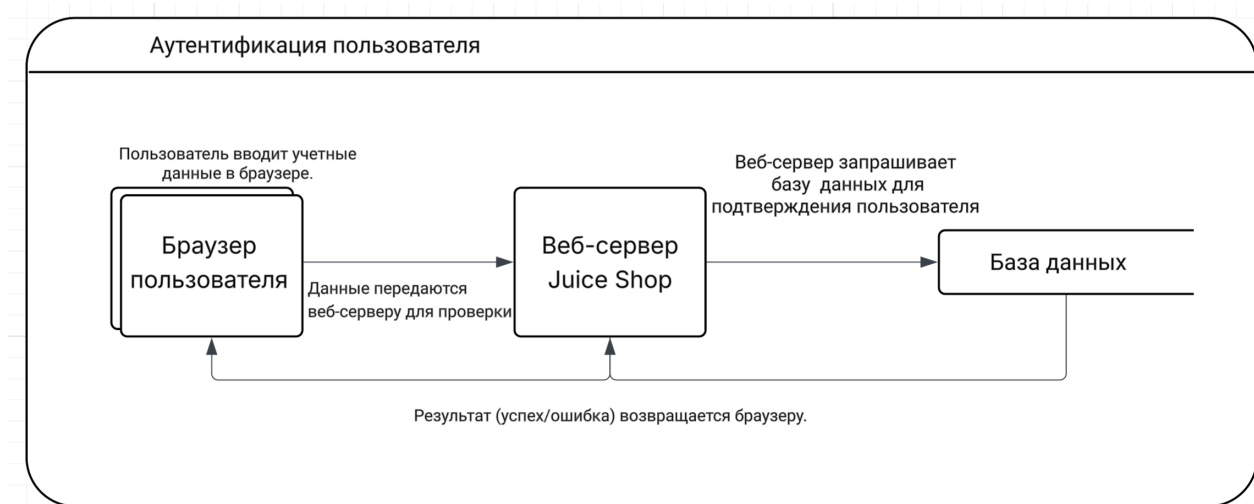 Аутентификация пользователя
Пользователь вводит учетные
данные в браузере.
Веб-сервер запрашивает
базу данных для
подтверждения пользователя
Браузер
пользователя
Данные передаются
веб-серверу для проверки
Веб-сервер
Juice Shop
База данных
Результат (успех/ошибка) возвращается браузеру.